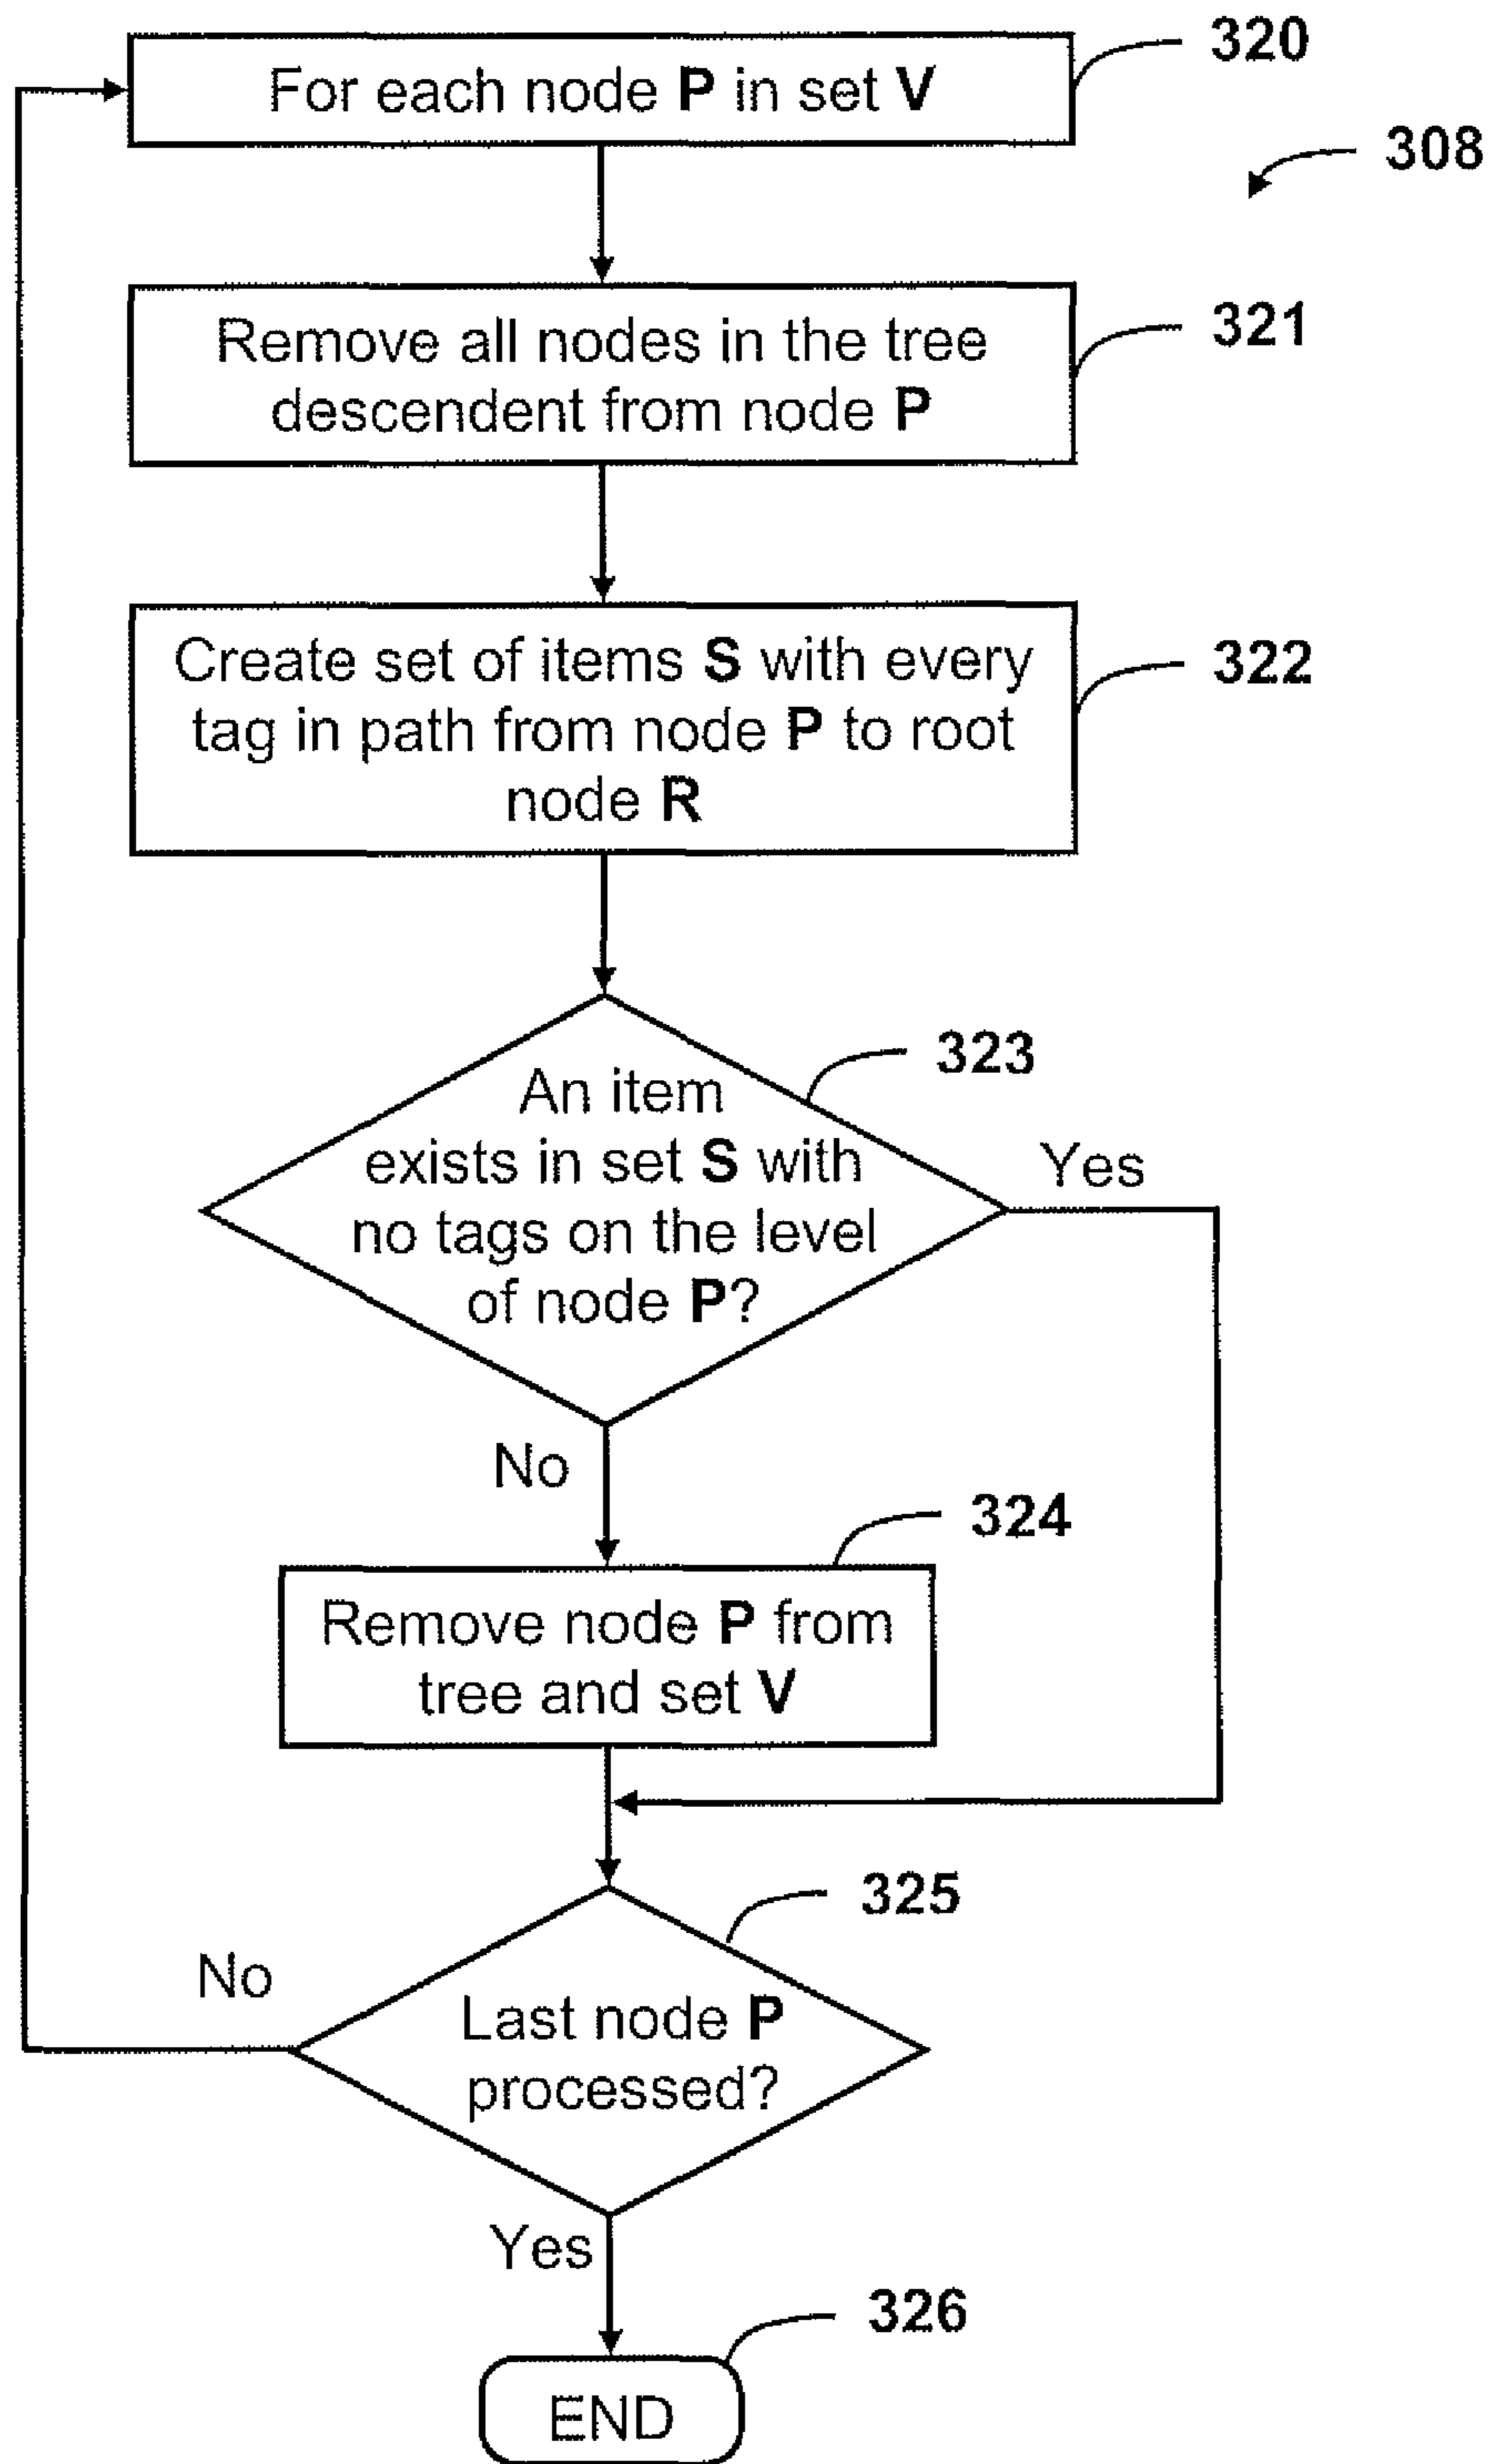 320
For each node P in set V
308
321
Remove all nodes in the tree
descendent from node P
322
Create set of items S with every
tag in path from node P to root
node R
323
An item
exists in set S with
no tags on the level
of node P?
Yes
No
324
Remove node P from
tree and set V
325
No
Last node P
processed?
Yes
326
END